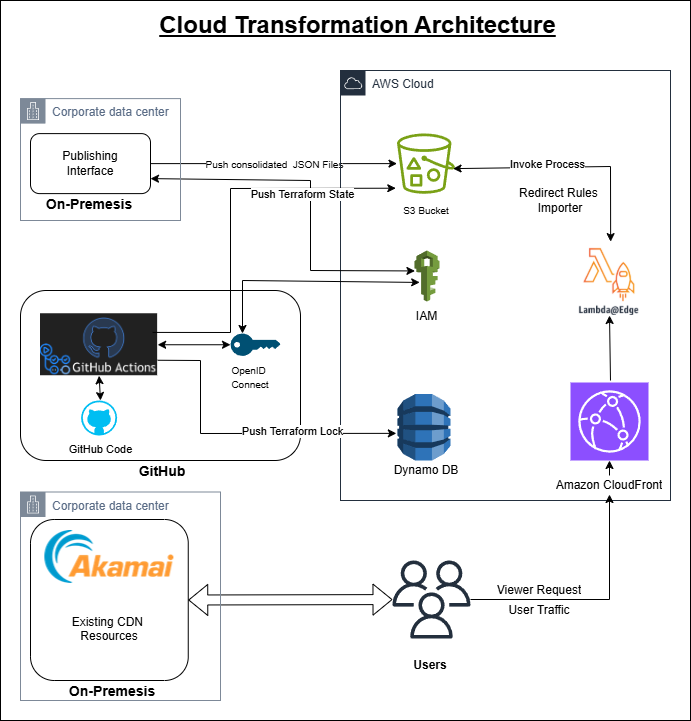 Cloud Transformation Architecture
AWS Cloud
Corporate data center
Publishing
Interface
On-Premesis
Push consolidated JSON Files
Push Terraform State
S3 Bucket
Invoke Process
Redirect Rules
Importer
IAM
Lambda@Edge
GitHub Actions
OpenID
Connect
GitHub Code
GitHub
Push Terraform Lock
Dynamo DB
Amazon CloudFront
Corporate data center
Akamai
Existing CDN
Resources
On-Premesis
Users
Viewer Request
User Traffic